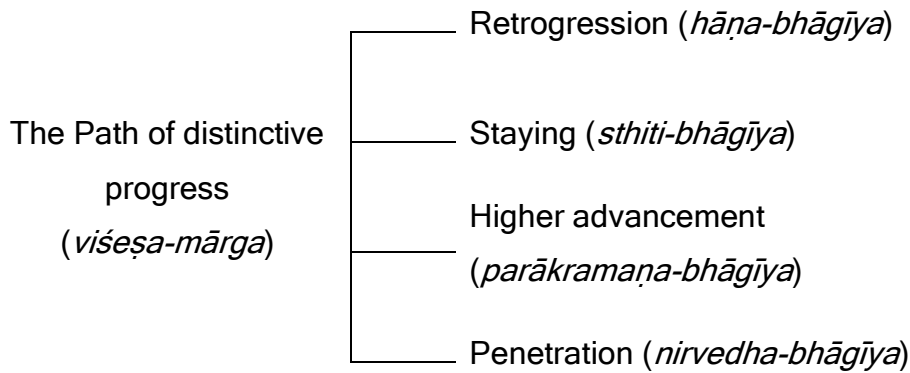 Retrogression (hāṇa-bhāgīya)
The Path of distinctive
progress
(viśeṣa-mārga)
Staying (sthiti-bhāgīya)
Higher advancement
(parākramaṇa-bhāgīya)
Penetration (nirvedha-bhāgīya)